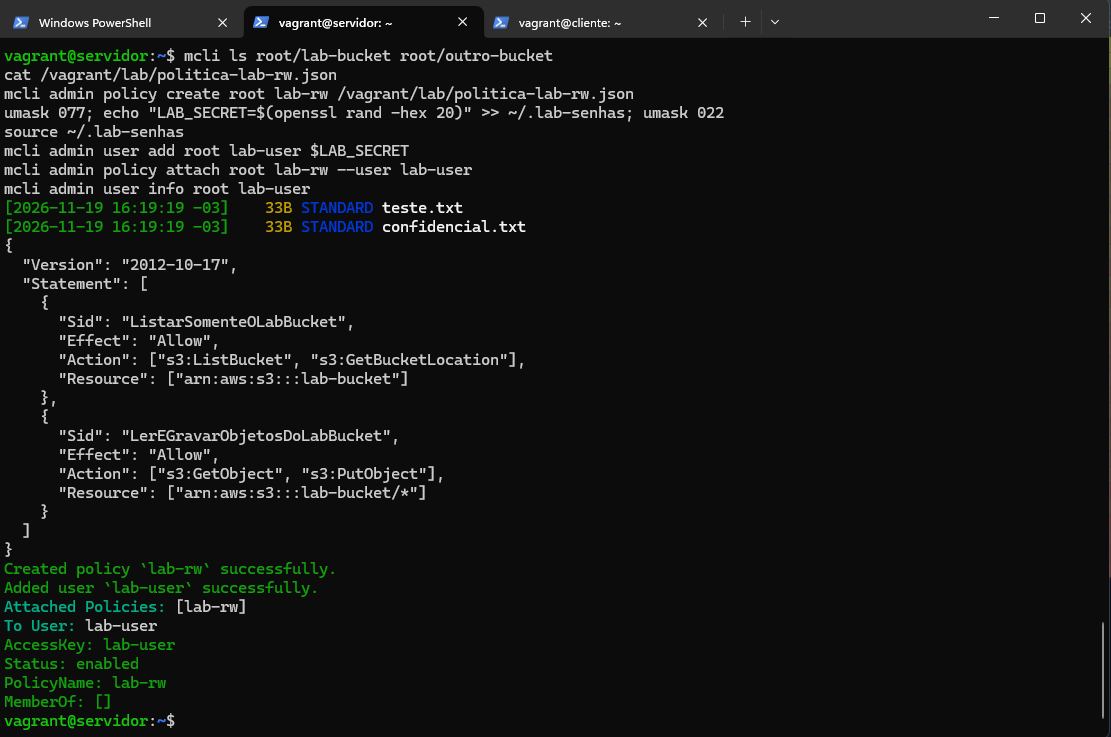 Windows PowerShell
vagrant@servidor: ~
vagrant@cliente: ~
vagrant@servidor:~$ mcli ls root/lab-bucket root/outro-bucket
cat /vagrant/lab/politica-lab-rw.json
mcli admin policy create root lab-rw /vagrant/lab/politica-lab-rw.json
umask 077; echo "LAB_SECRET=$(openssl rand -hex 20)" >> ~/.lab-senhas; umask 022
source ~/.lab-senhas
mcli admin user add root lab-user $LAB_SECRET
mcli admin policy attach root lab-rw --user lab-user
mcli admin user info root lab-user
[2026-11-19 16:19:19 -03]    33B STANDARD teste.txt
[2026-11-19 16:19:19 -03]    33B STANDARD confidencial.txt
{
  "Version": "2012-10-17",
  "Statement": [
    {
      "Sid": "ListarSomenteOLabBucket",
      "Effect": "Allow",
      "Action": ["s3:ListBucket", "s3:GetBucketLocation"],
      "Resource": ["arn:aws:s3:::lab-bucket"]
    },
    {
      "Sid": "LerEGravarObjetosDoLabBucket",
      "Effect": "Allow",
      "Action": ["s3:GetObject", "s3:PutObject"],
      "Resource": ["arn:aws:s3:::lab-bucket/*"]
    }
  ]
}
Created policy `lab-rw` successfully.
Added user `lab-user` successfully.
Attached Policies: [lab-rw]
To User: lab-user
AccessKey: lab-user
Status: enabled
PolicyName: lab-rw
MemberOf: []
vagrant@servidor:~$